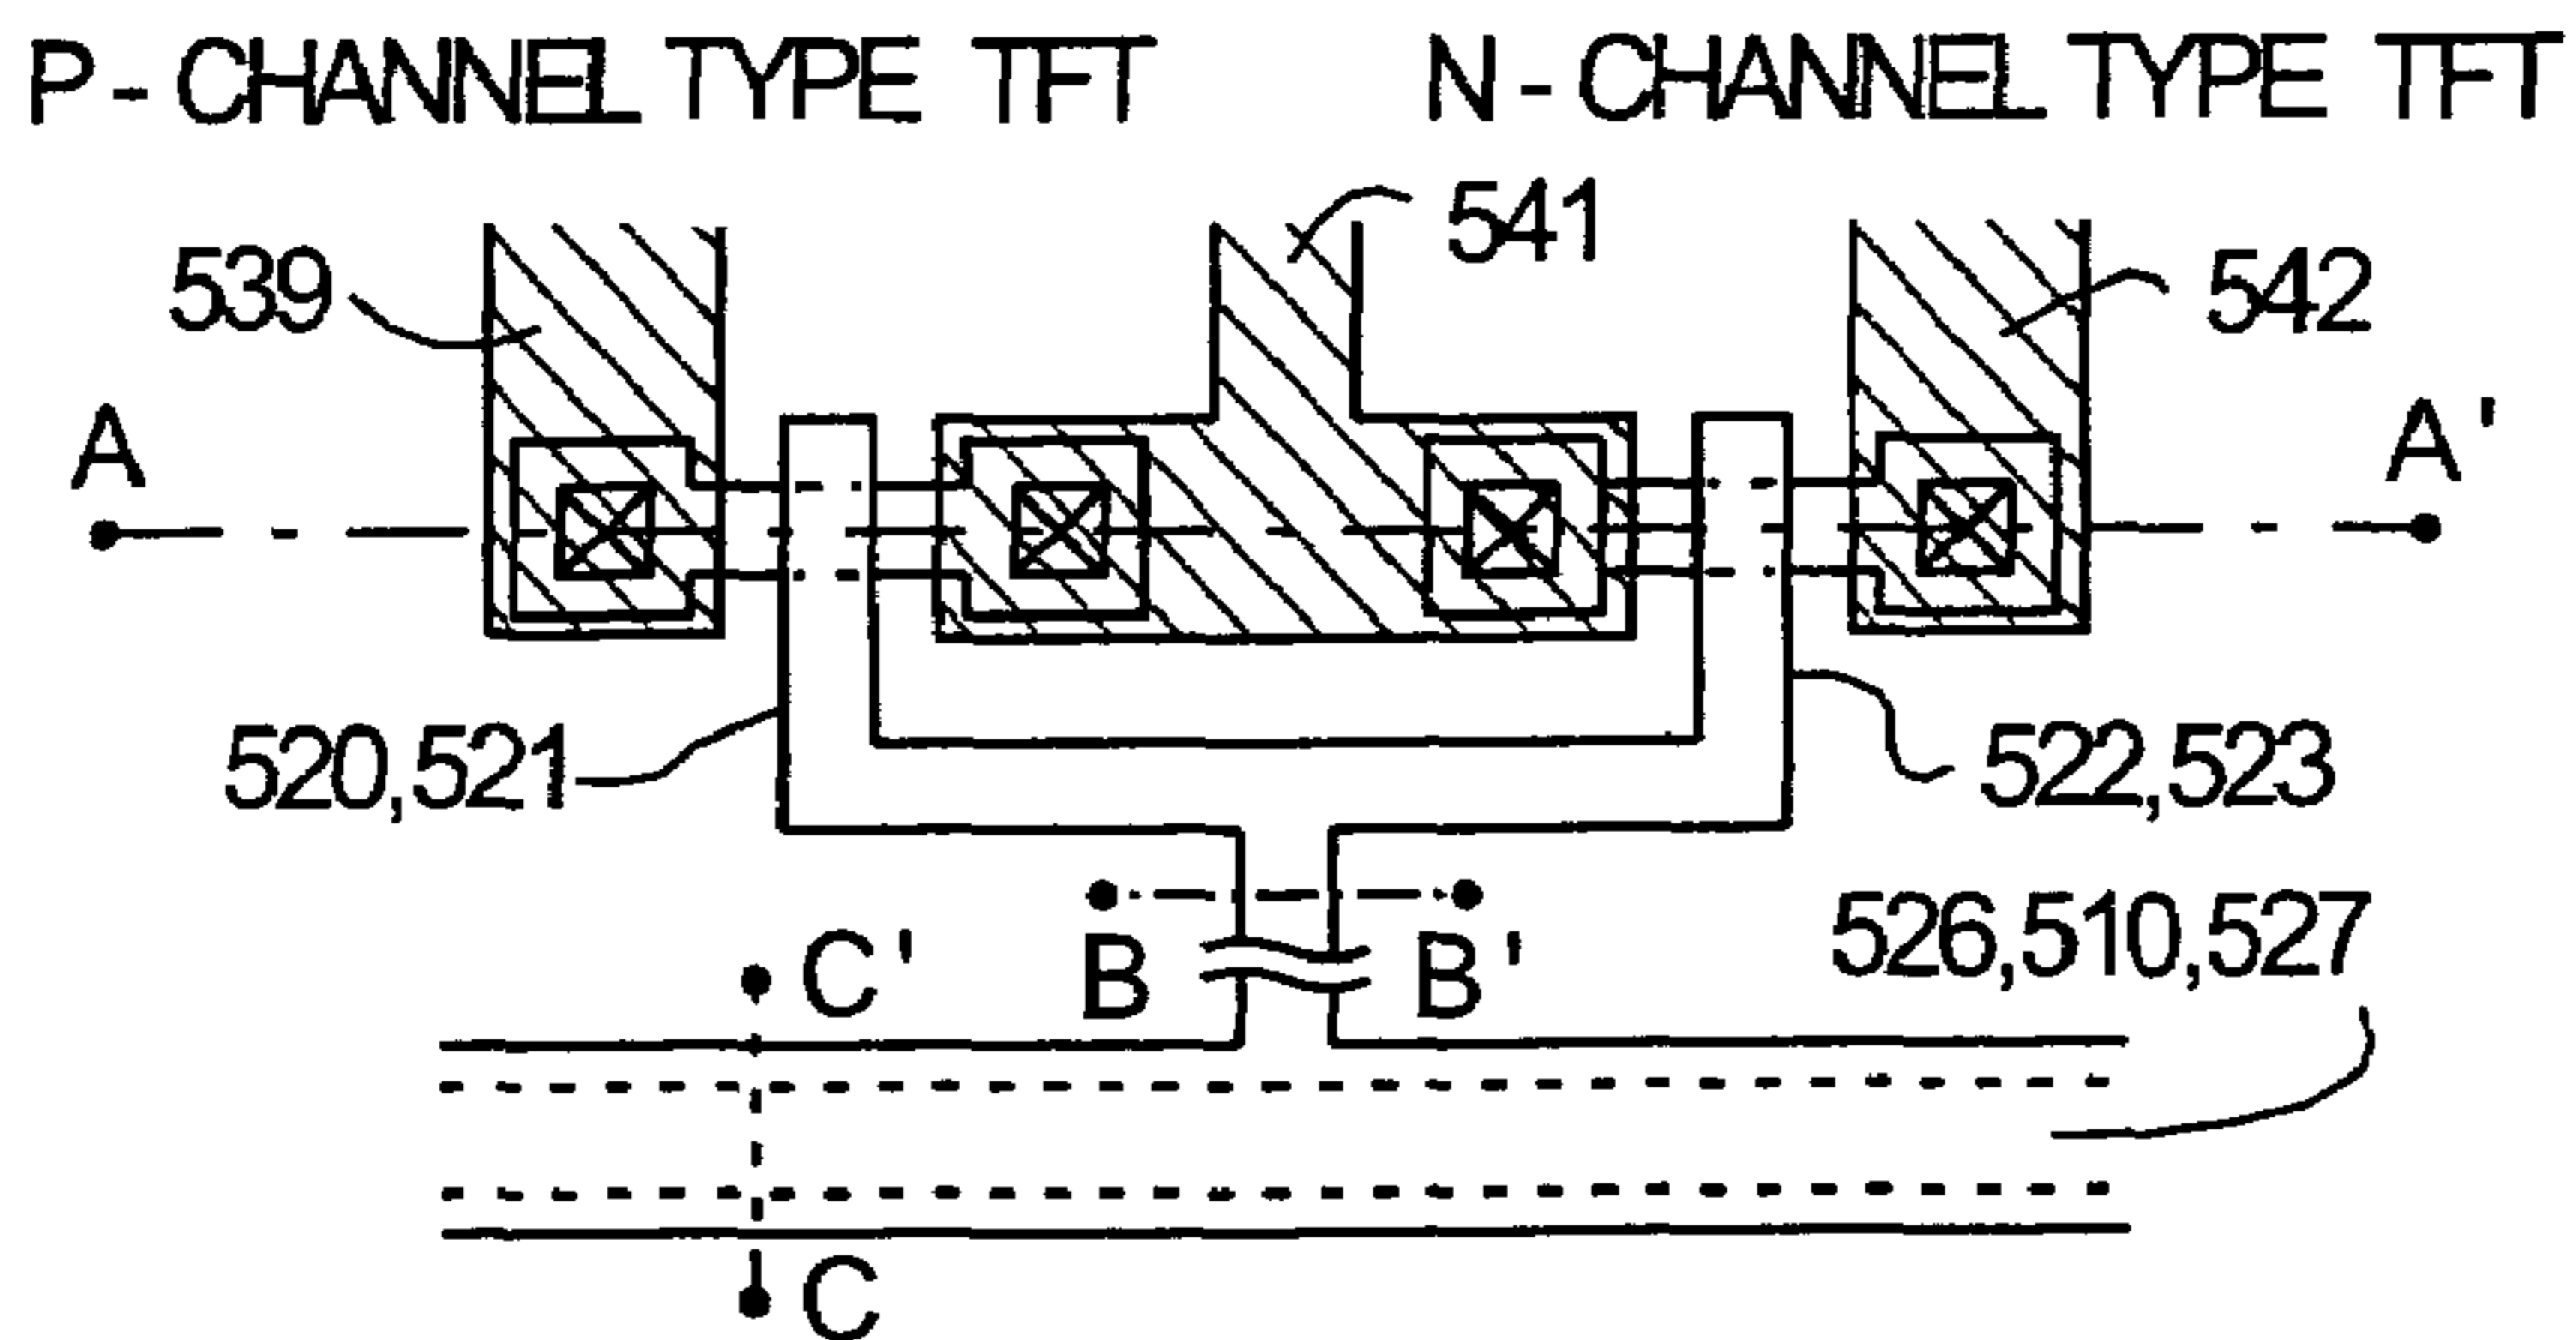 P - CHANNEL TYPE TFT N - CHANNEL TYPE TFT
541
539
542
A
A'
520,521
522,523
526,510,527
B
B'
C'
C